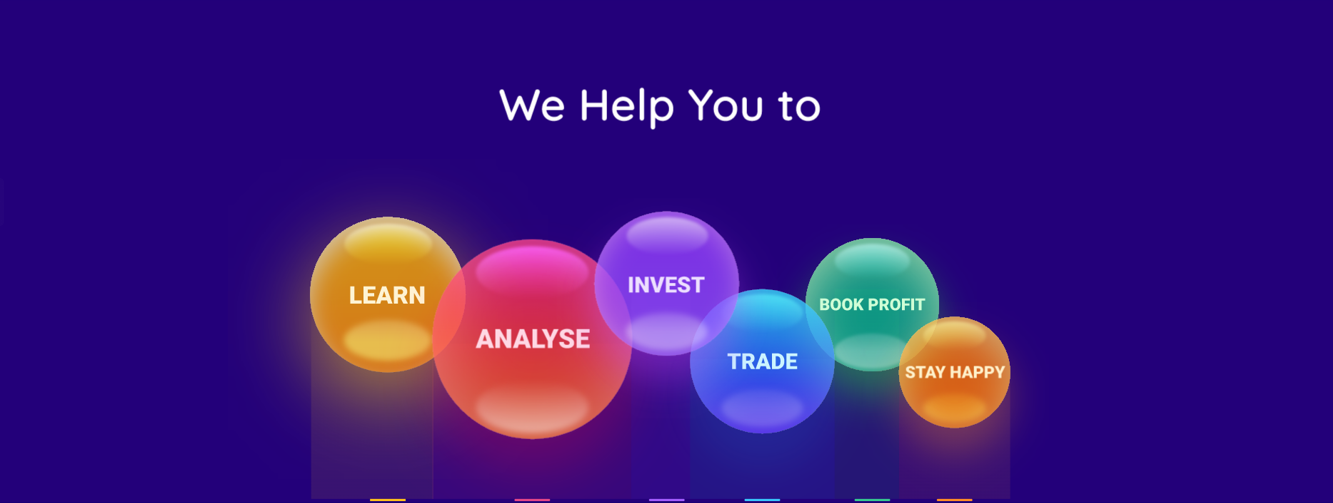 We Help You to
LEARN
ANALYSE
INVEST
TRADE
BOOK PROFIT
STAY HAPPY